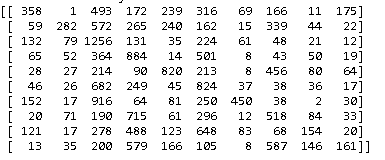 [[ 358 1 493 172 239 316 69 166 11 175]
[ 59 282 572 265 240 162 15 339 44 22]
[ 132 79 1256 131 35 224 61 48 21 12]
[ 65 52 364 884 14 501 8 43 50 19]
[ 28 27 214 90 820 213 8 456 80 64]
[ 46 26 682 249 45 824 37 38 36 17]
[ 152 17 916 64 81 250 450 38 2 30]
[ 20 71 190 715 61 296 12 518 84 33]
[ 121 17 278 488 123 648 83 68 154 20]
[ 13 35 200 579 166 105 8 587 146 161]]